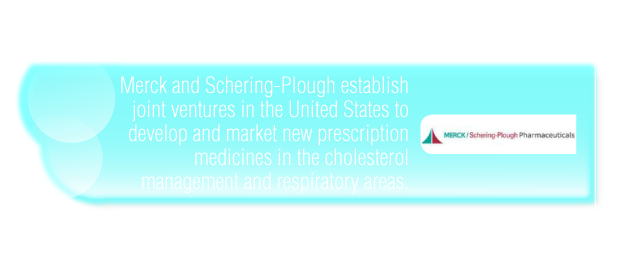 Merck and Schering-Plough establish
joint ventures in the United States to
develop and market new prescription
medicines in the cholesterol
management and respiratory areas.
MERCK / Schering-Plough Pharmaceuticals